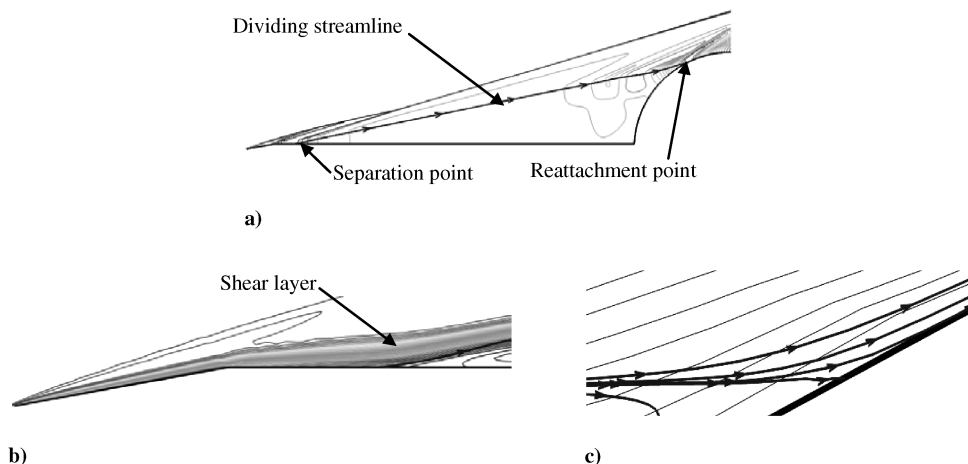 Dividing streamline
Separation point
Reattachment point
a)
Shear layer
b)
c)